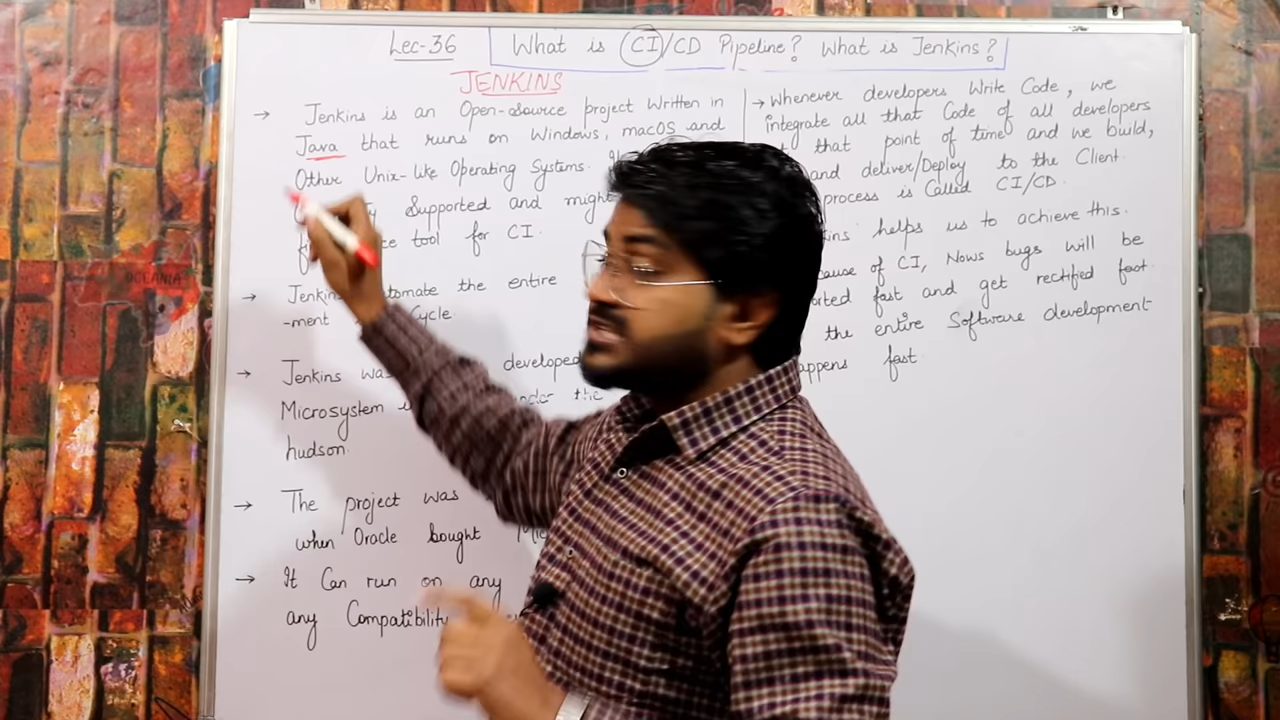 Lec-36
What is CI/CD Pipeline? What is Jenkins?
JENKINS
→ Jenkins is an Open-source project Written in
Java that runs on Windows, macOS and
Other Unix-like Operating Systems.
Supported and might
tool for CI.
→ Jenkins automate the entire
-ment Cycle.
→ Jenkins was developed
Microsystem under the
hudson.
→ The project was
when Oracle bought
→ It Can run on any
any Compatibility
→ Whenever developers Write Code, we
integrate all that Code of all developers
that point of time and we build,
and deliver/Deploy to the Client.
process is Called CI/CD.
helps us to achieve this.
of CI, Nows bugs will be
fast and get rectified fast.
the entire Software development
happens fast.
OCEANIA